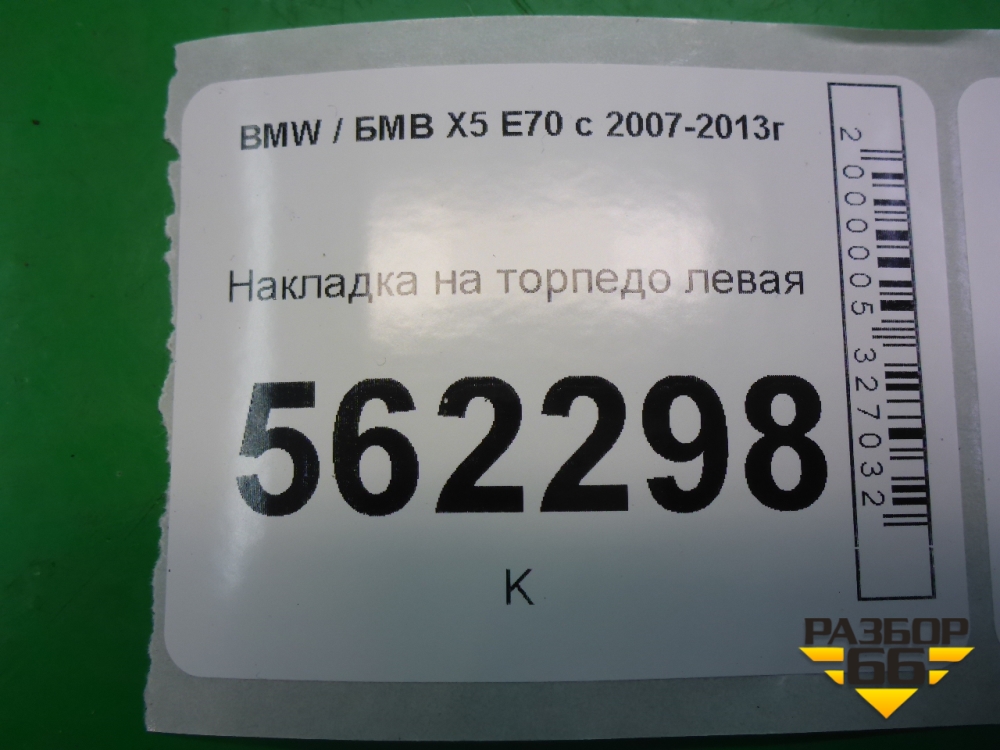 BMW / БМВ X5 E70 с 2007-2013г
Накладка на торпедо левая
562298
К
2000005327032
РАЗБОР
66